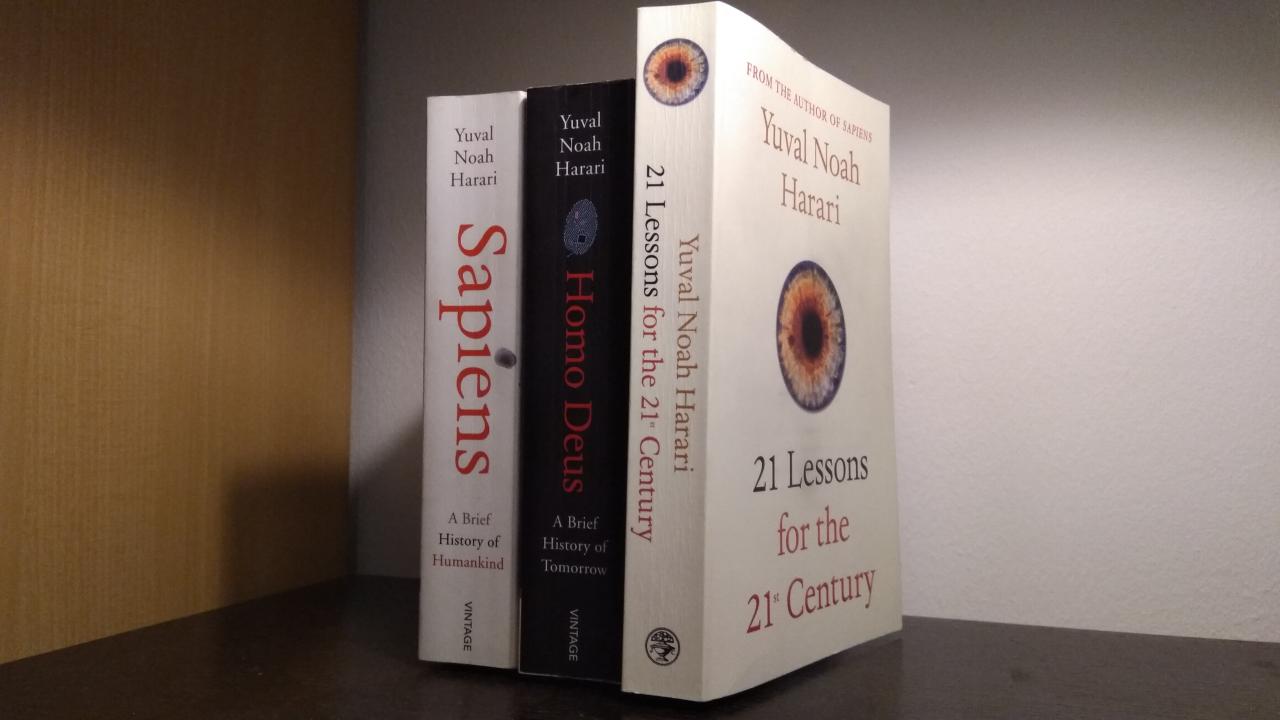 Yuval
Noah
Harari
Sapiens
A Brief
History of
Humankind
VINTAGE
Yuval
Noah
Harari
Homo Deus
A Brief
History of
Tomorrow
VINTAGE
21 Lessons for the 21st Century
Yuval Noah Harari
FROM THE AUTHOR OF SAPIENS
Yuval Noah
Harari
21 Lessons
for the
21st Century